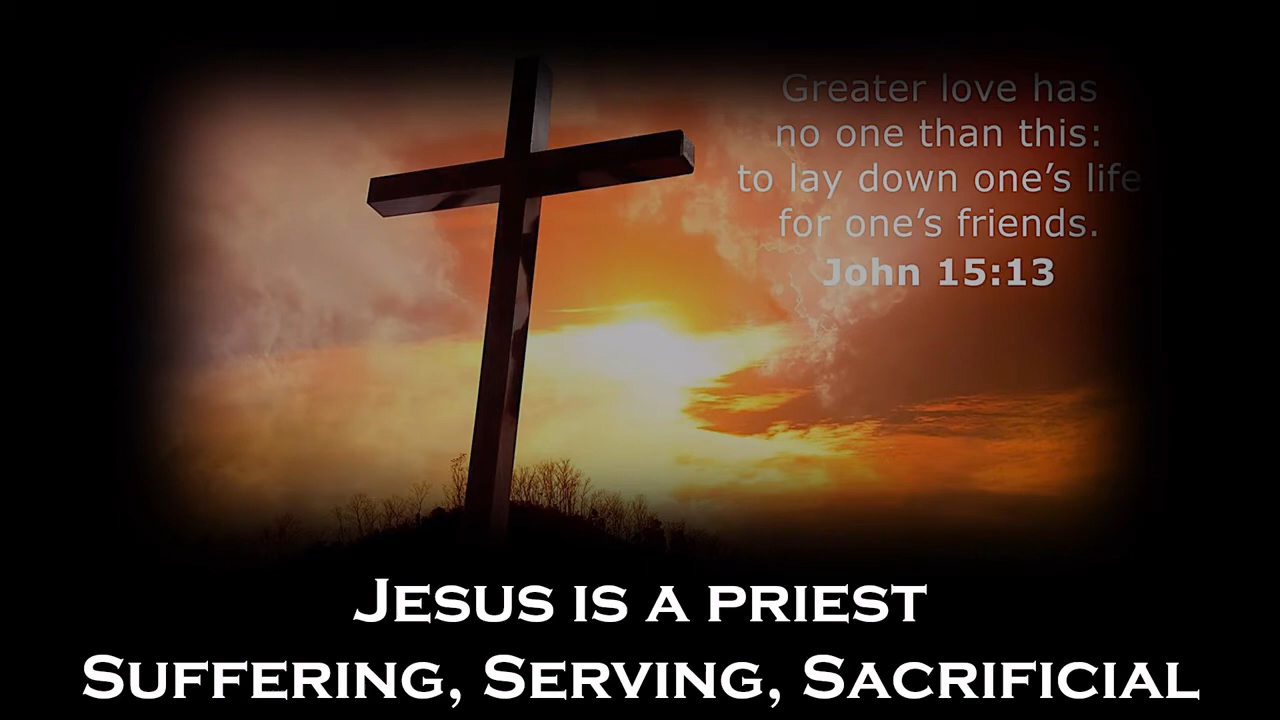 Greater love has
no one than this:
to lay down one’s life
for one’s friends.
John 15:13
Jesus is a priest
Suffering, Serving, Sacrificial